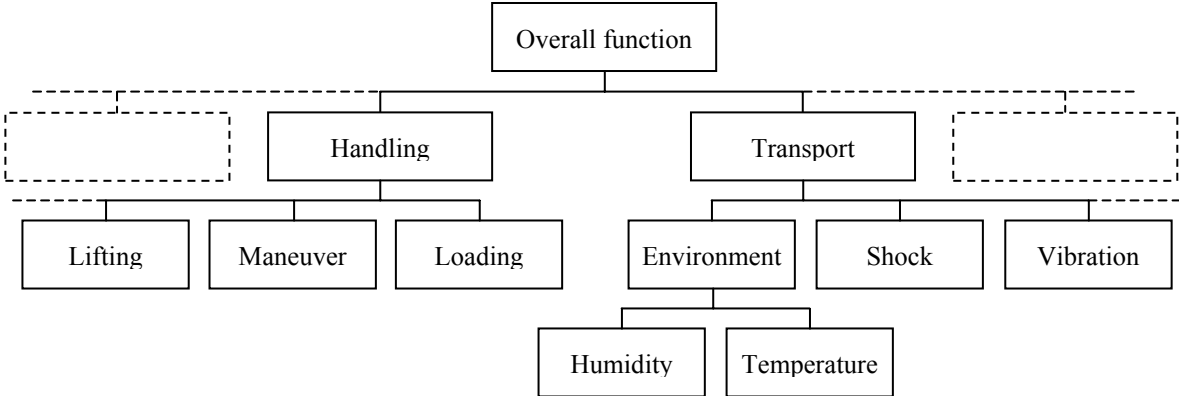 Overall function
Handling
Transport
Lifting
Maneuver
Loading
Environment
Shock
Vibration
Humidity
Temperature